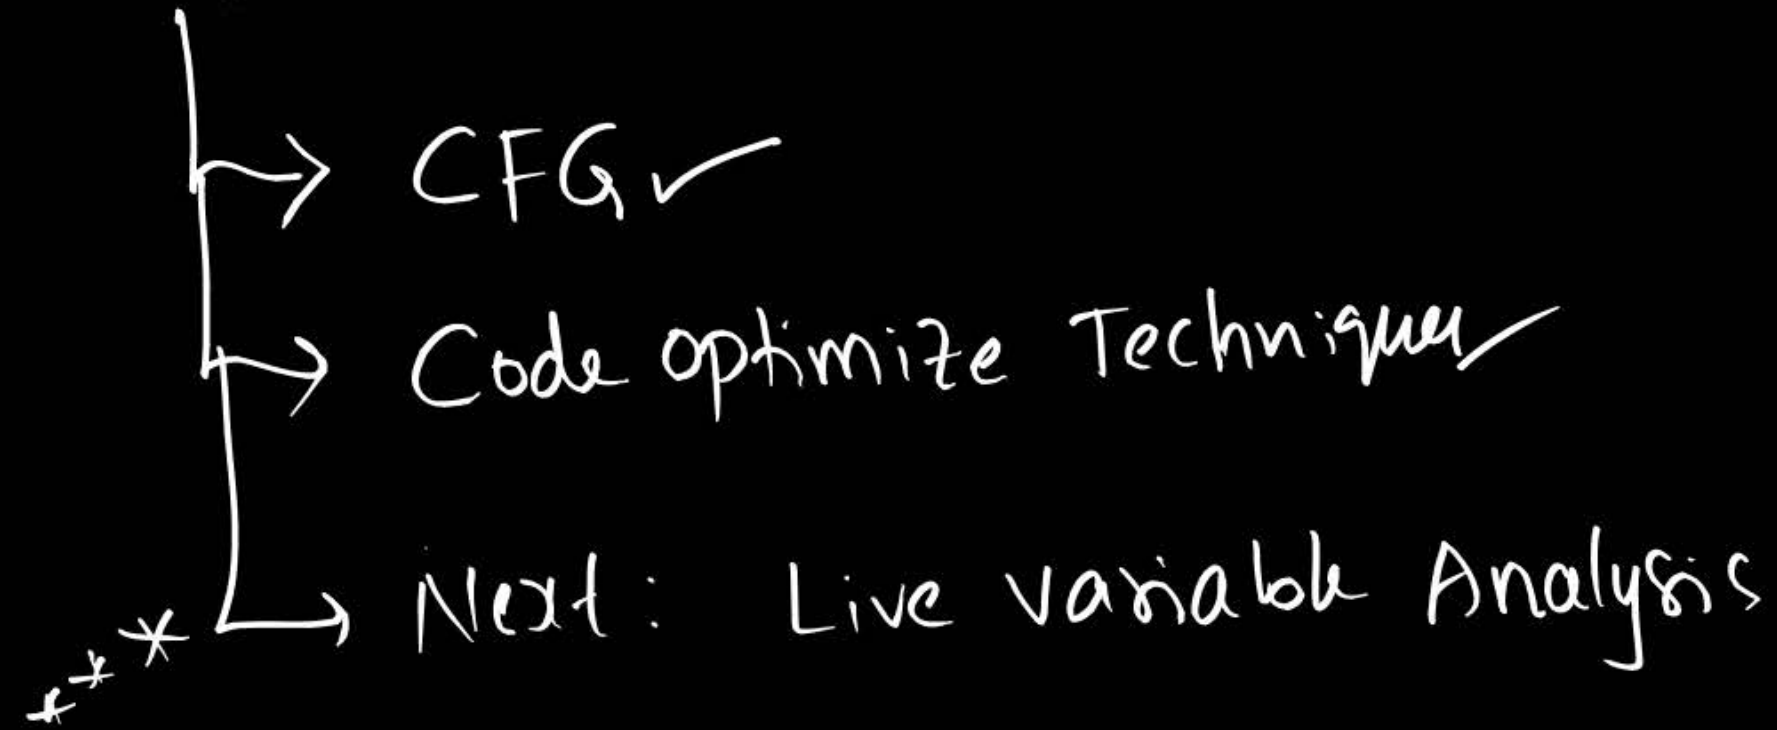 → CFG ✓
→ Code optimize Techniques
→ Next: Live variable Analysis
***